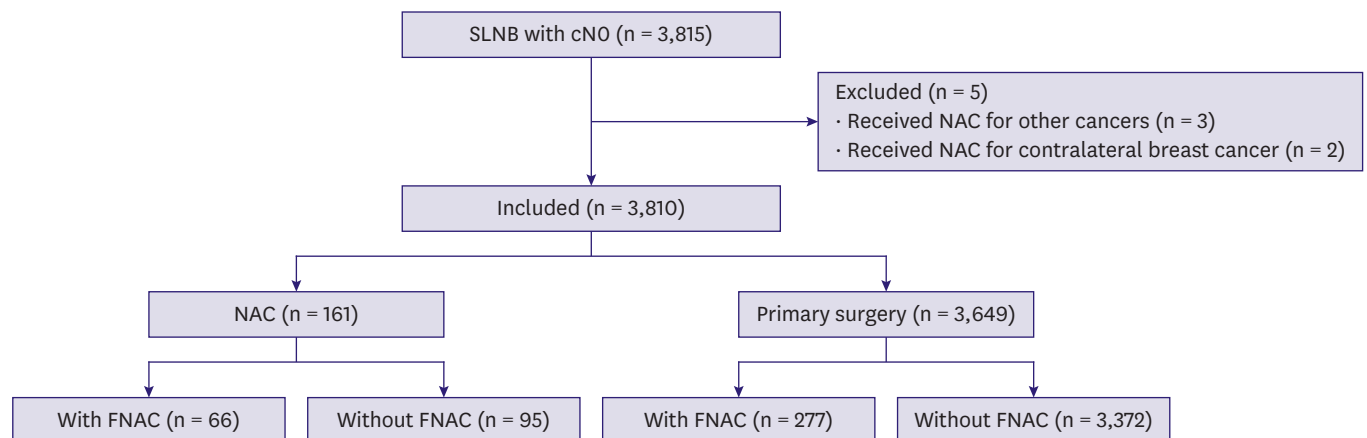 SLNB with cN0 (n = 3,815)
Excluded (n = 5)
· Received NAC for other cancers (n = 3)
· Received NAC for contralateral breast cancer (n = 2)
Included (n = 3,810)
NAC (n = 161)
Primary surgery (n = 3,649)
With FNAC (n = 66)
Without FNAC (n = 95)
With FNAC (n = 277)
Without FNAC (n = 3,372)